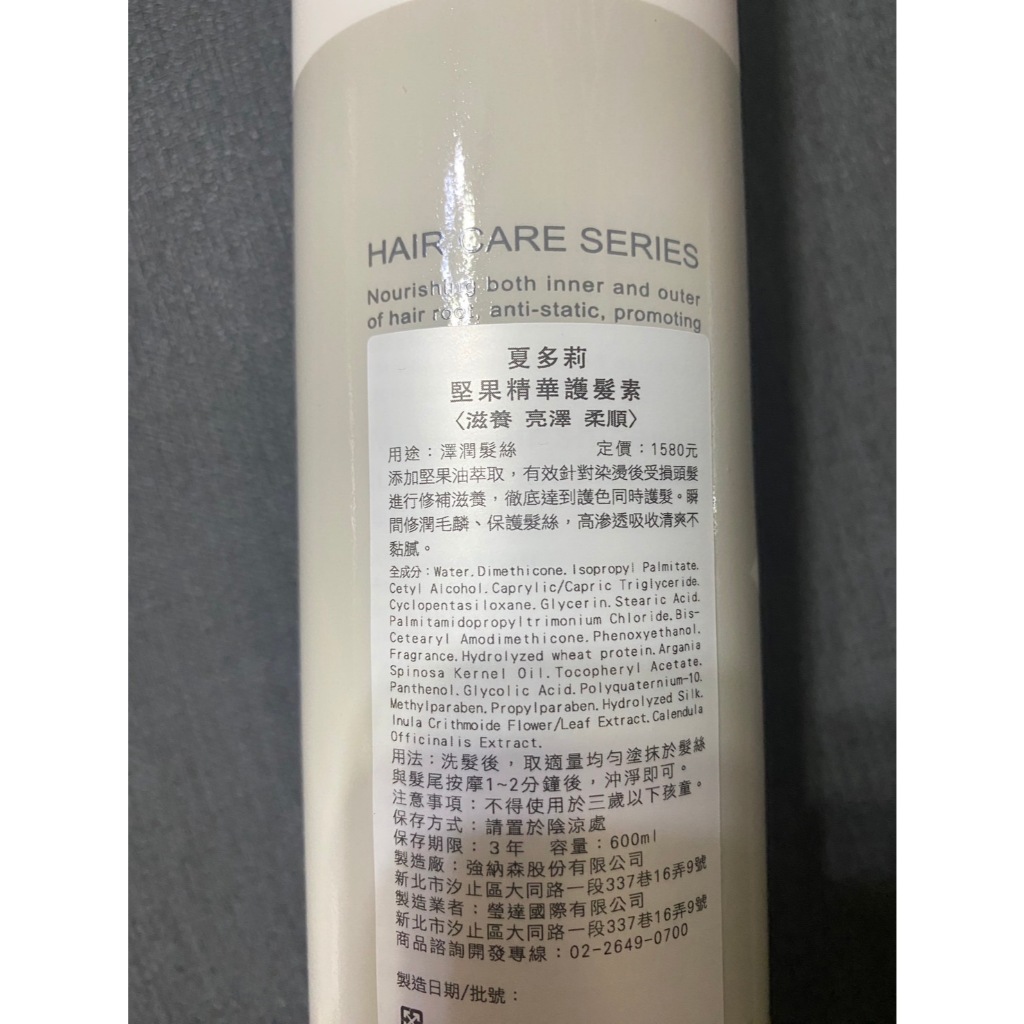 HAIR CARE SERIES
Nourishing both inner and outer
of hair root, anti-static, promoting
夏多莉
堅果精華護髮素
〈滋養 亮澤 柔順〉
用途：澤潤髮絲 定價：1580元
添加堅果油萃取，有效針對染燙後受損頭髮
進行修補滋養，徹底達到護色同時護髮。瞬
間修潤毛麟、保護髮絲，高滲透吸收清爽不
黏膩。
全成分：Water. Dimethicone. Isopropyl Palmitate.
Cetyl Alcohol. Caprylic/Capric Triglyceride.
Cyclopentasiloxane. Glycerin. Stearic Acid.
Palmitamidopropyltrimonium Chloride. Bis-
Cetearyl Amodimethicone. Phenoxyethanol.
Fragrance. Hydrolyzed wheat protein. Argania
Spinosa Kernel Oil. Tocopheryl Acetate.
Panthenol. Glycolic Acid. Polyquaternium-10.
Methylparaben. Propylparaben. Hydrolyzed Silk.
Inula Crithmoide Flower/Leaf Extract. Calendula
Officinalis Extract.
用法：洗髮後，取適量均勻塗抹於髮絲
與髮尾按摩1~2分鐘後，沖淨即可。
注意事項：不得使用於三歲以下孩童。
保存方式：請置於陰涼處
保存期限：3年 容量：600ml
製造廠：強納森股份有限公司
新北市汐止區大同路一段337巷16弄9號
製造業者：瑩達國際有限公司
新北市汐止區大同路一段337巷16弄9號
商品諮詢開發專線：02-2649-0700
製造日期/批號：